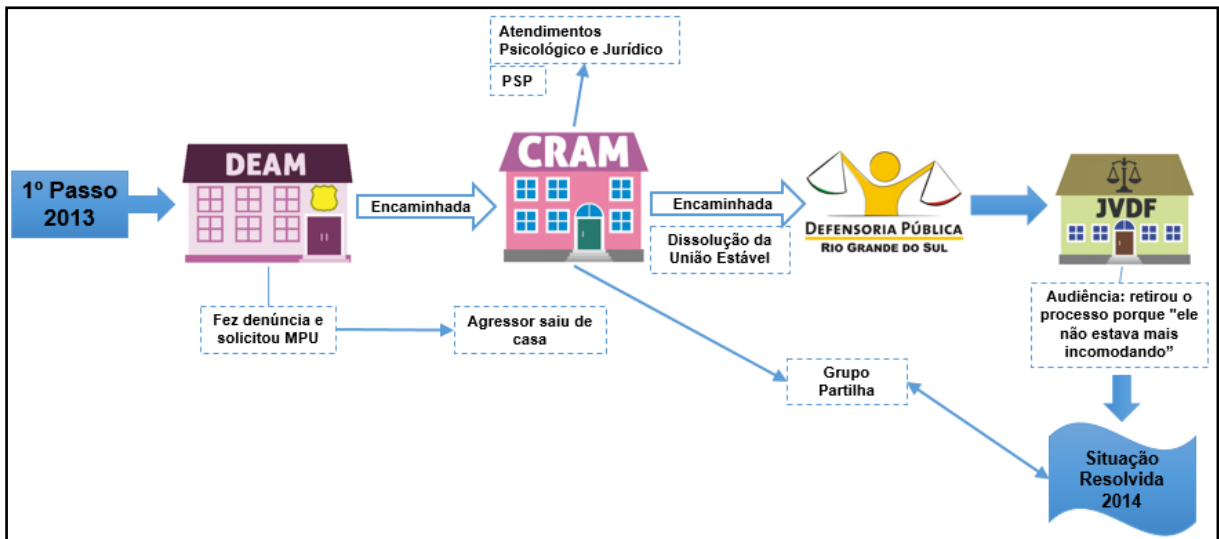 Atendimentos
Psicológico e Jurídico
PSP
1º Passo
2013
DEAM
Encaminhada
CRAM
Encaminhada
Dissolução da
União Estável
DEFENSORIA PÚBLICA
RIO GRANDE DO SUL
JVDF
Fez denúncia e
solicitou MPU
Agressor saiu de
casa
Audiência: retirou o
processo porque "ele
não estava mais
incomodando”
Grupo
Partilha
Situação
Resolvida
2014